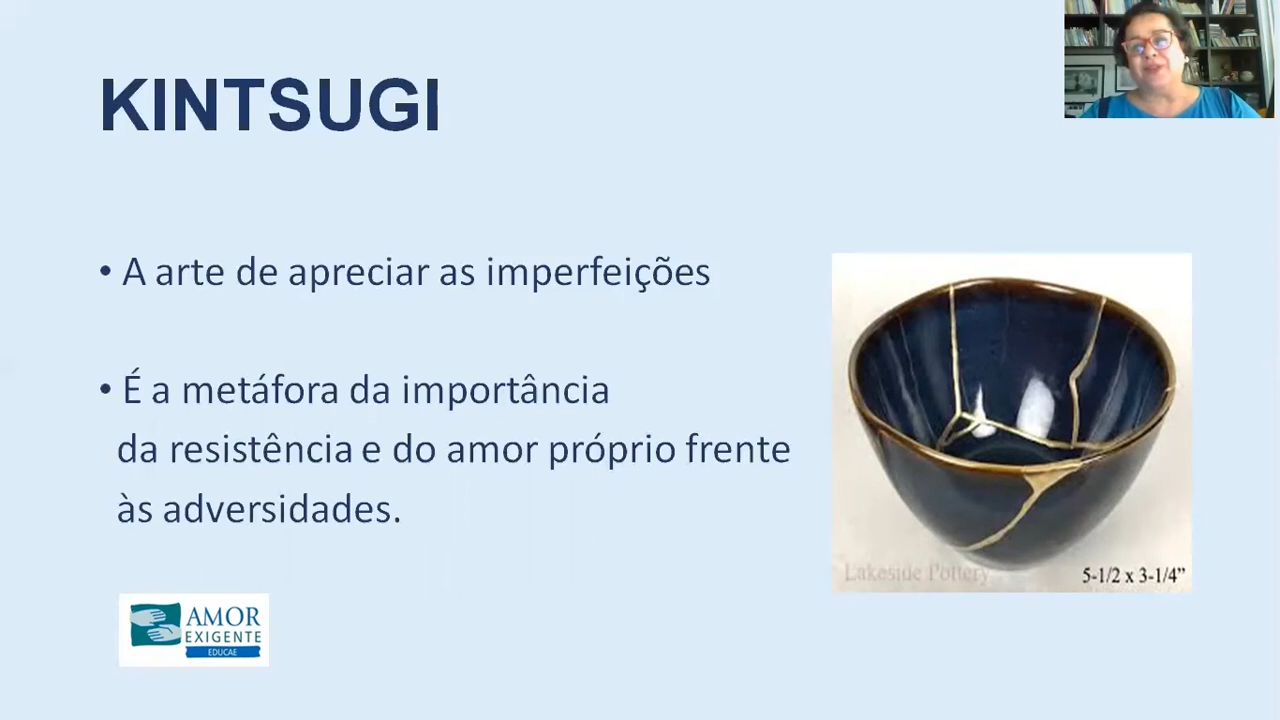 KINTSUGI
• A arte de apreciar as imperfeições
• É a metáfora da importância
da resistência e do amor próprio frente
às adversidades.
Lakeside Pottery
5-1/2 x 3-1/4”
AMOR
EXIGENTE
EDUCAE